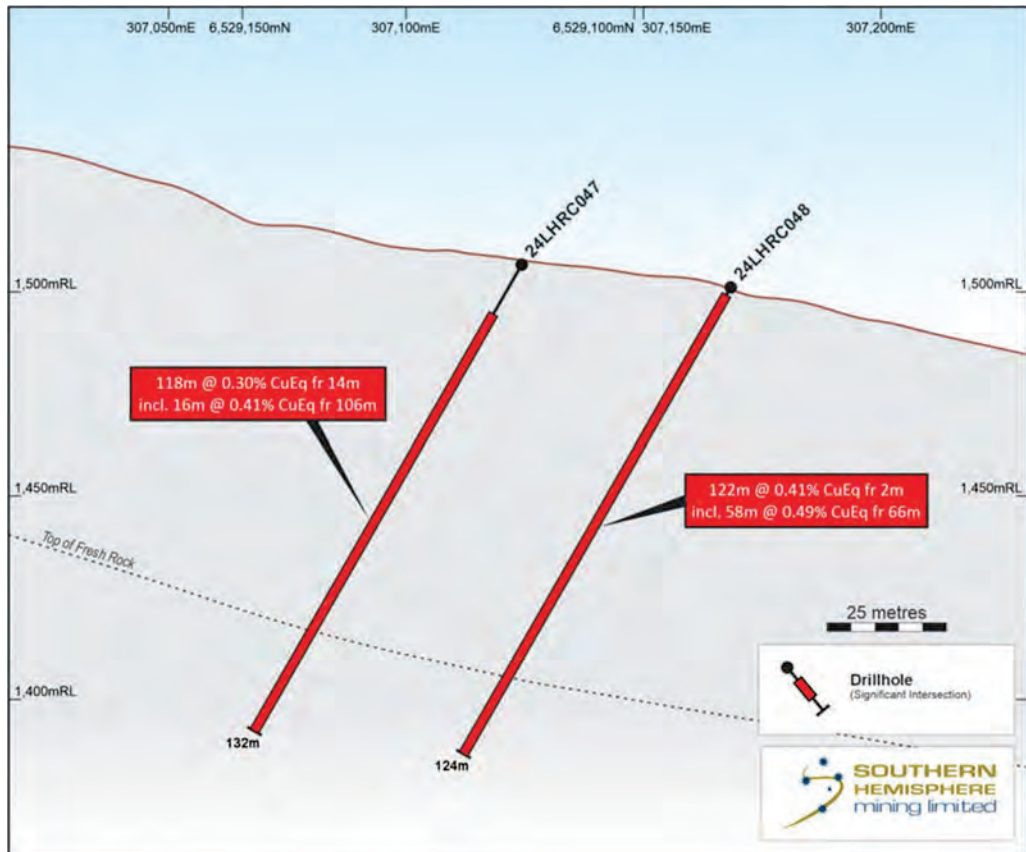 307,050mE 6,529,150mN 307,100mE 6,529,100mN 307,150mE 307,200mE
24LHRC047
24LHRC048
1,500mRL 1,500mRL
118m @ 0.30% CuEq fr 14m
incl. 16m @ 0.41% CuEq fr 106m
1,450mRL 1,450mRL
122m @ 0.41% CuEq fr 2m
incl. 58m @ 0.49% CuEq fr 66m
Top of Fresh Rock
25 metres
Drillhole
(Significant Intersection)
1,400mRL
132m
124m
SOUTHERN
HEMISPHERE
mining limited